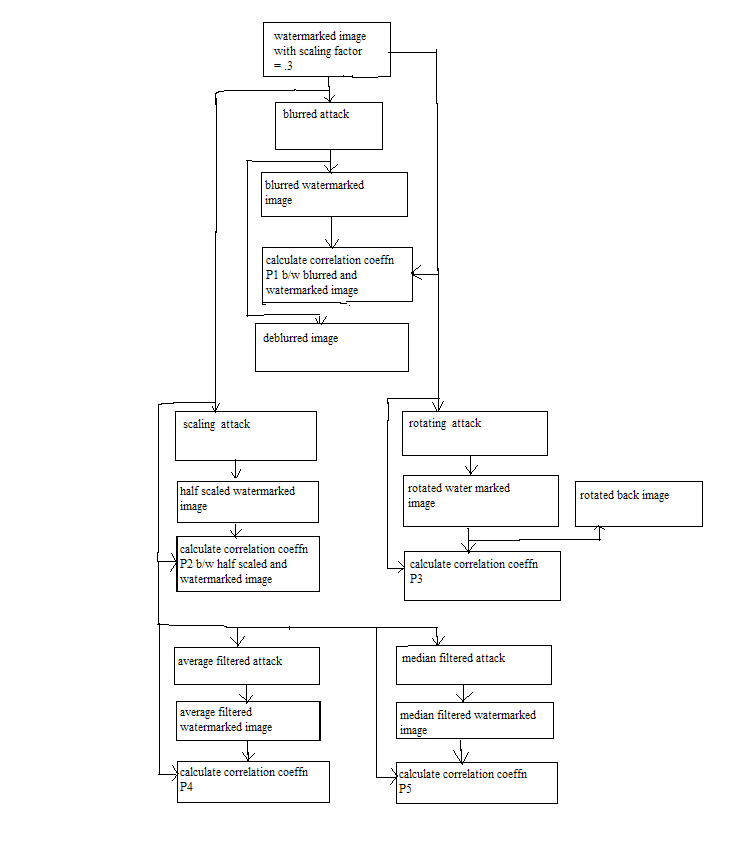 watermarked image
with scaling factor
= .3
blurred attack
blurred watermarked
image
calculate correlation coeffn
P1 b/w blurred and
watermarked image
deblurred image
scaling attack
rotating attack
half scaled watermarked
image
rotated water marked
image
rotated back image
calculate correlation coeffn
P2 b/w half scaled and
watermarked image
calculate correlation coeffn
P3
average filtered attack
median filtered attack
average filtered
watermarked image
median filtered watermarked
image
calculate correlation coeffn
P4
calculate correlation coeffn
P5